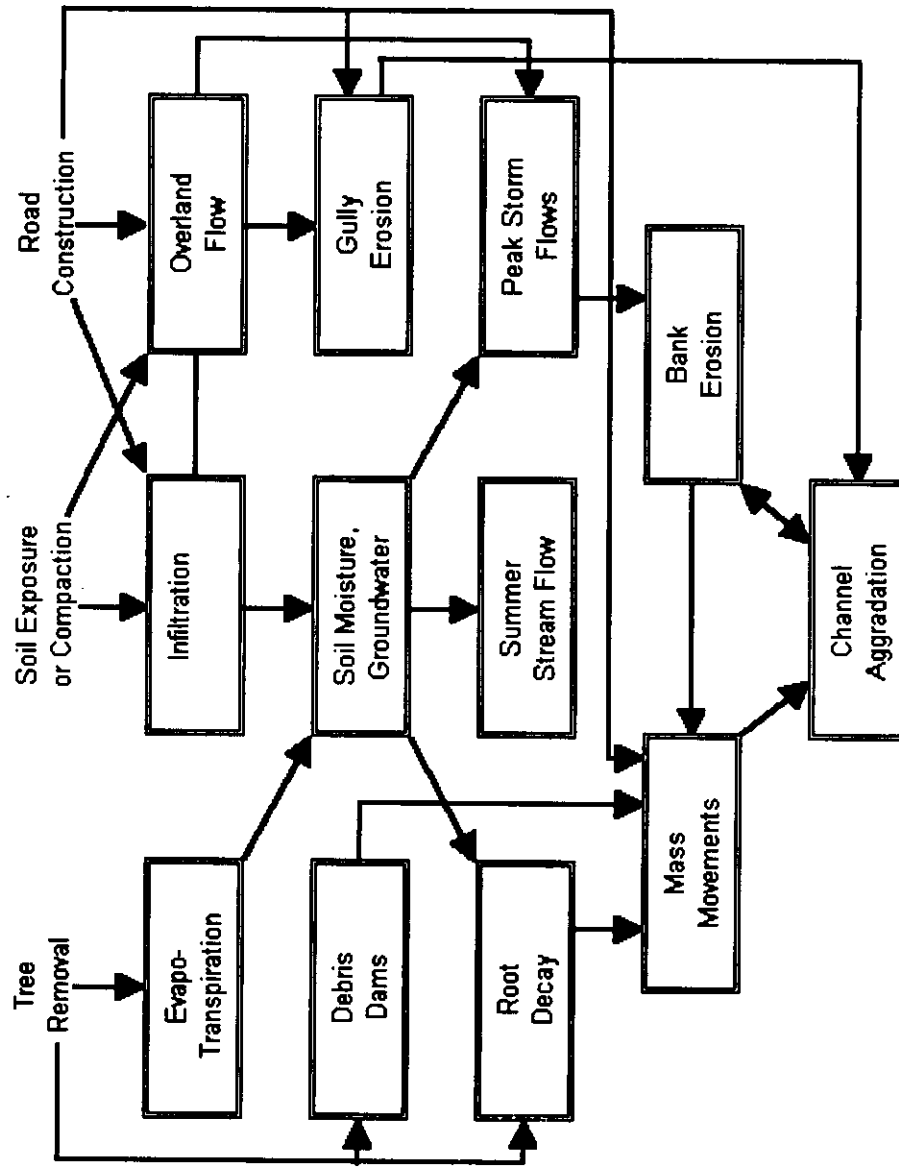 Tree
Removal
Soil Exposure
or Compaction
Road
Construction
Evapo-
Transpiration
Infiltration
Overland
Flow
Debris
Dams
Soil Moisture,
Groundwater
Gully
Erosion
Root
Decay
Summer
Stream Flow
Peak Storm
Flows
Mass
Movements
Bank
Erosion
Channel
Aggradation